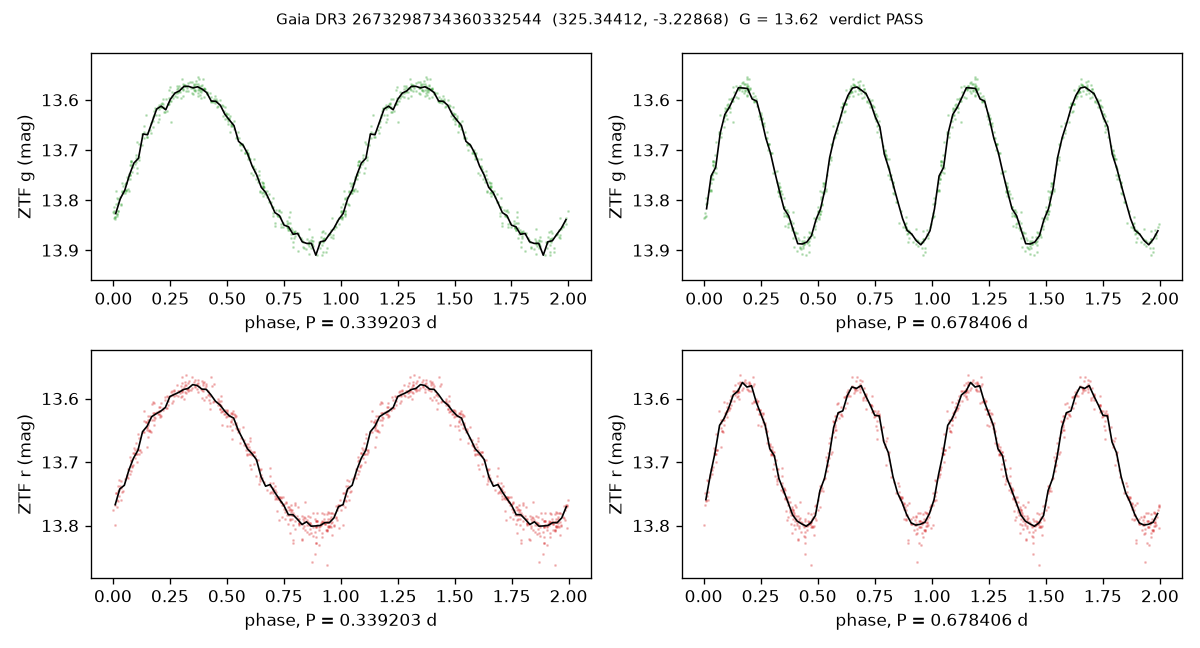 Gaia DR3 2673298734360332544 (325.34412, -3.22868) G = 13.62 verdict PASS
ZTF g (mag)
13.6
13.7
13.8
13.9
0.00 0.25 0.50 0.75 1.00 1.25 1.50 1.75 2.00
phase, P = 0.339203 d
ZTF g (mag)
13.6
13.7
13.8
13.9
0.00 0.25 0.50 0.75 1.00 1.25 1.50 1.75 2.00
phase, P = 0.678406 d
ZTF r (mag)
13.6
13.7
13.8
0.00 0.25 0.50 0.75 1.00 1.25 1.50 1.75 2.00
phase, P = 0.339203 d
ZTF r (mag)
13.6
13.7
13.8
0.00 0.25 0.50 0.75 1.00 1.25 1.50 1.75 2.00
phase, P = 0.678406 d